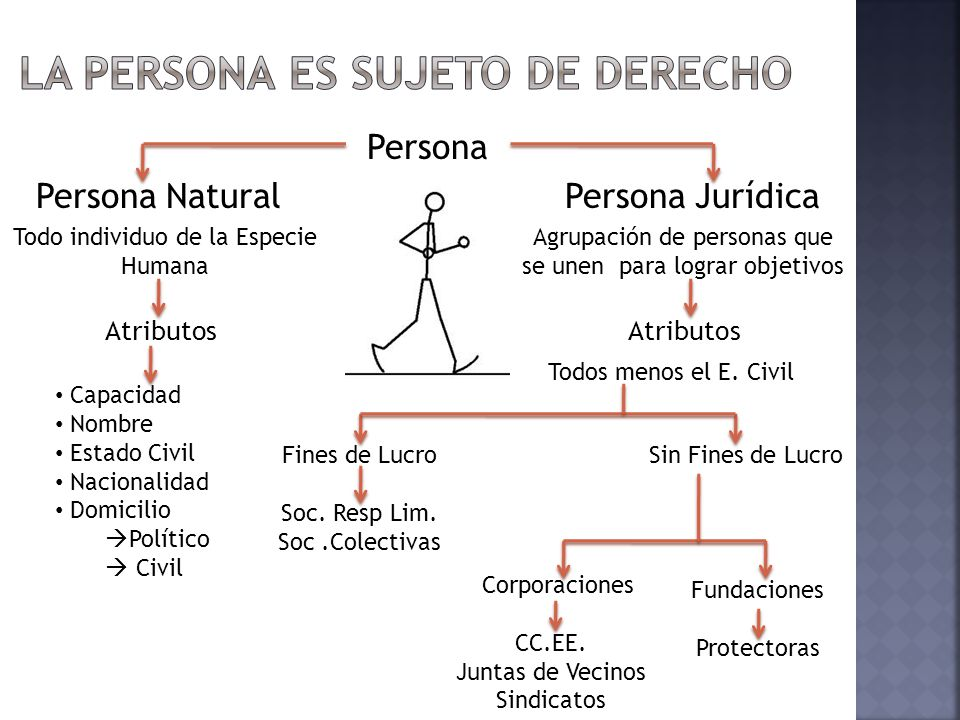 LA PERSONA ES SUJETO DE DERECHO
Persona
Persona Natural
Todo individuo de la Especie
Humana
Atributos
• Capacidad
• Nombre
• Estado Civil
• Nacionalidad
• Domicilio
→Político
→ Civil
Persona Jurídica
Agrupación de personas que
se unen para lograr objetivos
Atributos
Todos menos el E. Civil
Fines de Lucro
Soc. Resp Lim.
Soc .Colectivas
Sin Fines de Lucro
Corporaciones
CC.EE.
Juntas de Vecinos
Sindicatos
Fundaciones
Protectoras